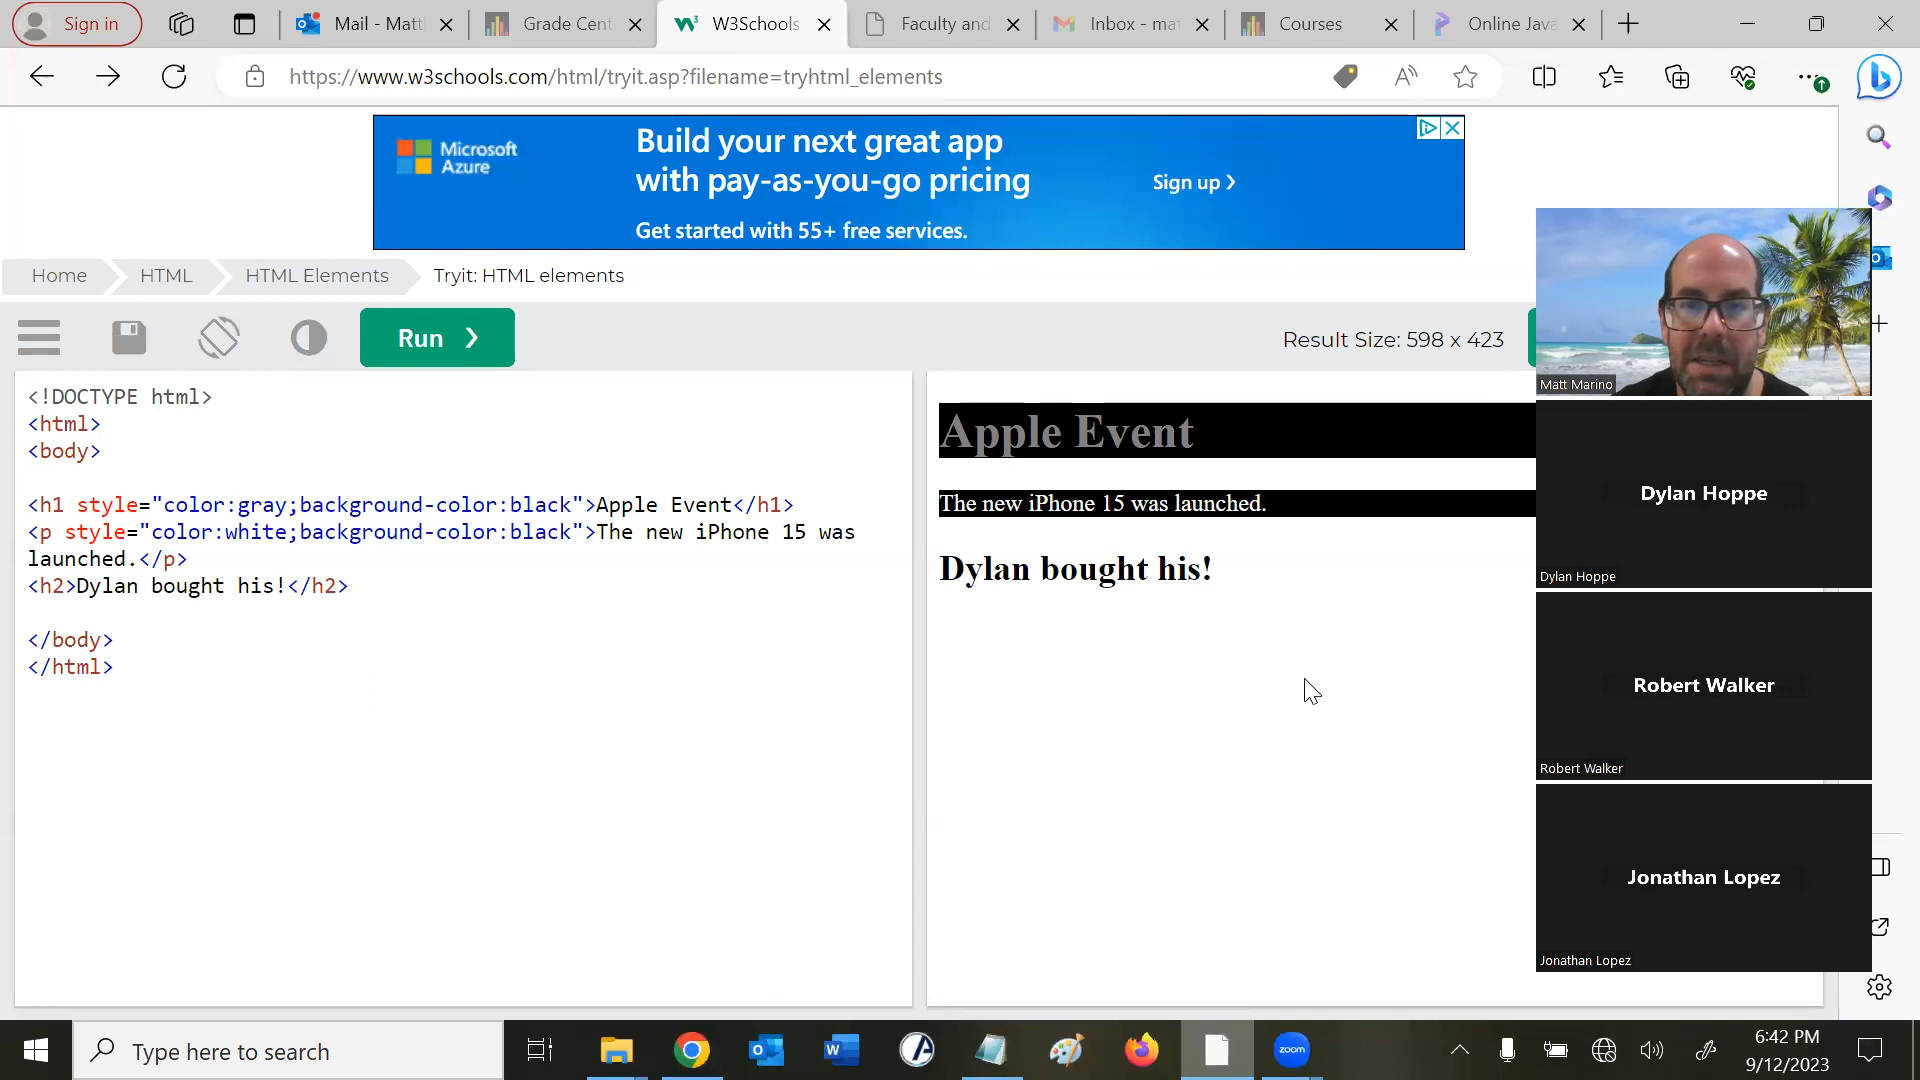 Sign in
Mail - Matt
Grade Cent
W3Schools
Faculty and
Inbox - ma
Courses
Online Java
https://www.w3schools.com/html/tryit.asp?filename=tryhtml_elements
Microsoft
Azure
Build your next great app
with pay-as-you-go pricing
Get started with 55+ free services.
Sign up ❯
Home
HTML
HTML Elements
Tryit: HTML elements
Run ❯
Result Size: 598 x 423
<!DOCTYPE html>
<html>
<body>
<h1 style="color:gray;background-color:black">Apple Event</h1>
<p style="color:white;background-color:black">The new iPhone 15 was
launched.</p>
<h2>Dylan bought his!</h2>
</body>
</html>
Apple Event
The new iPhone 15 was launched.
Dylan bought his!
Matt Marino
Dylan Hoppe
Dylan Hoppe
Robert Walker
Robert Walker
Jonathan Lopez
Jonathan Lopez
Type here to search
zoom
6:42 PM
9/12/2023